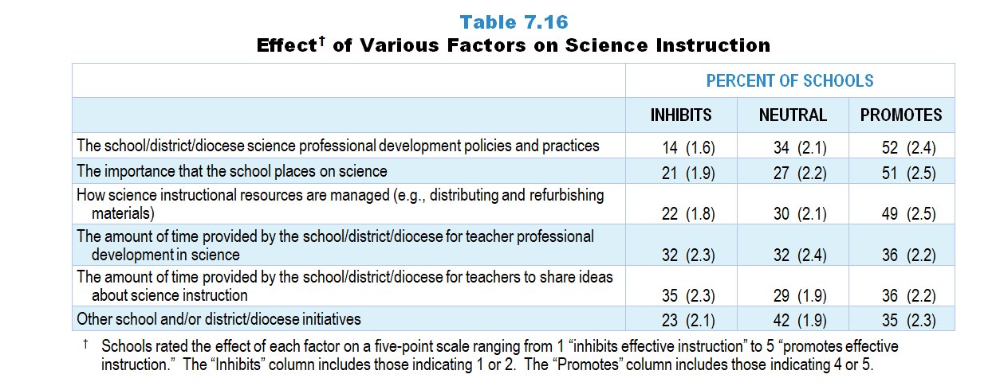 Table 7.16
Effect† of Various Factors on Science Instruction
PERCENT OF SCHOOLS
INHIBITS NEUTRAL PROMOTES
The school/district/diocese science professional development policies and practices 14 (1.6) 34 (2.1) 52 (2.4)
The importance that the school places on science 21 (1.9) 27 (2.2) 51 (2.5)
How science instructional resources are managed (e.g., distributing and refurbishing
materials) 22 (1.8) 30 (2.1) 49 (2.5)
The amount of time provided by the school/district/diocese for teacher professional
development in science 32 (2.3) 32 (2.4) 36 (2.2)
The amount of time provided by the school/district/diocese for teachers to share ideas
about science instruction 35 (2.3) 29 (1.9) 36 (2.2)
Other school and/or district/diocese initiatives 23 (2.1) 42 (1.9) 35 (2.3)
† Schools rated the effect of each factor on a five-point scale ranging from 1 “inhibits effective instruction” to 5 “promotes effective
instruction.” The “Inhibits” column includes those indicating 1 or 2. The “Promotes” column includes those indicating 4 or 5.